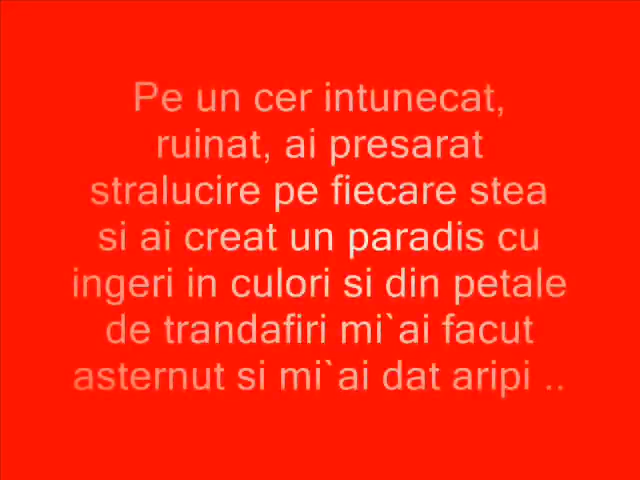 Pe un cer intunecat,
ruinat, ai presarat
stralucire pe fiecare stea
si ai creat un paradis cu
ingeri in culori si din petale
de trandafiri mi`ai facut
asternut si mi`ai dat aripi ..